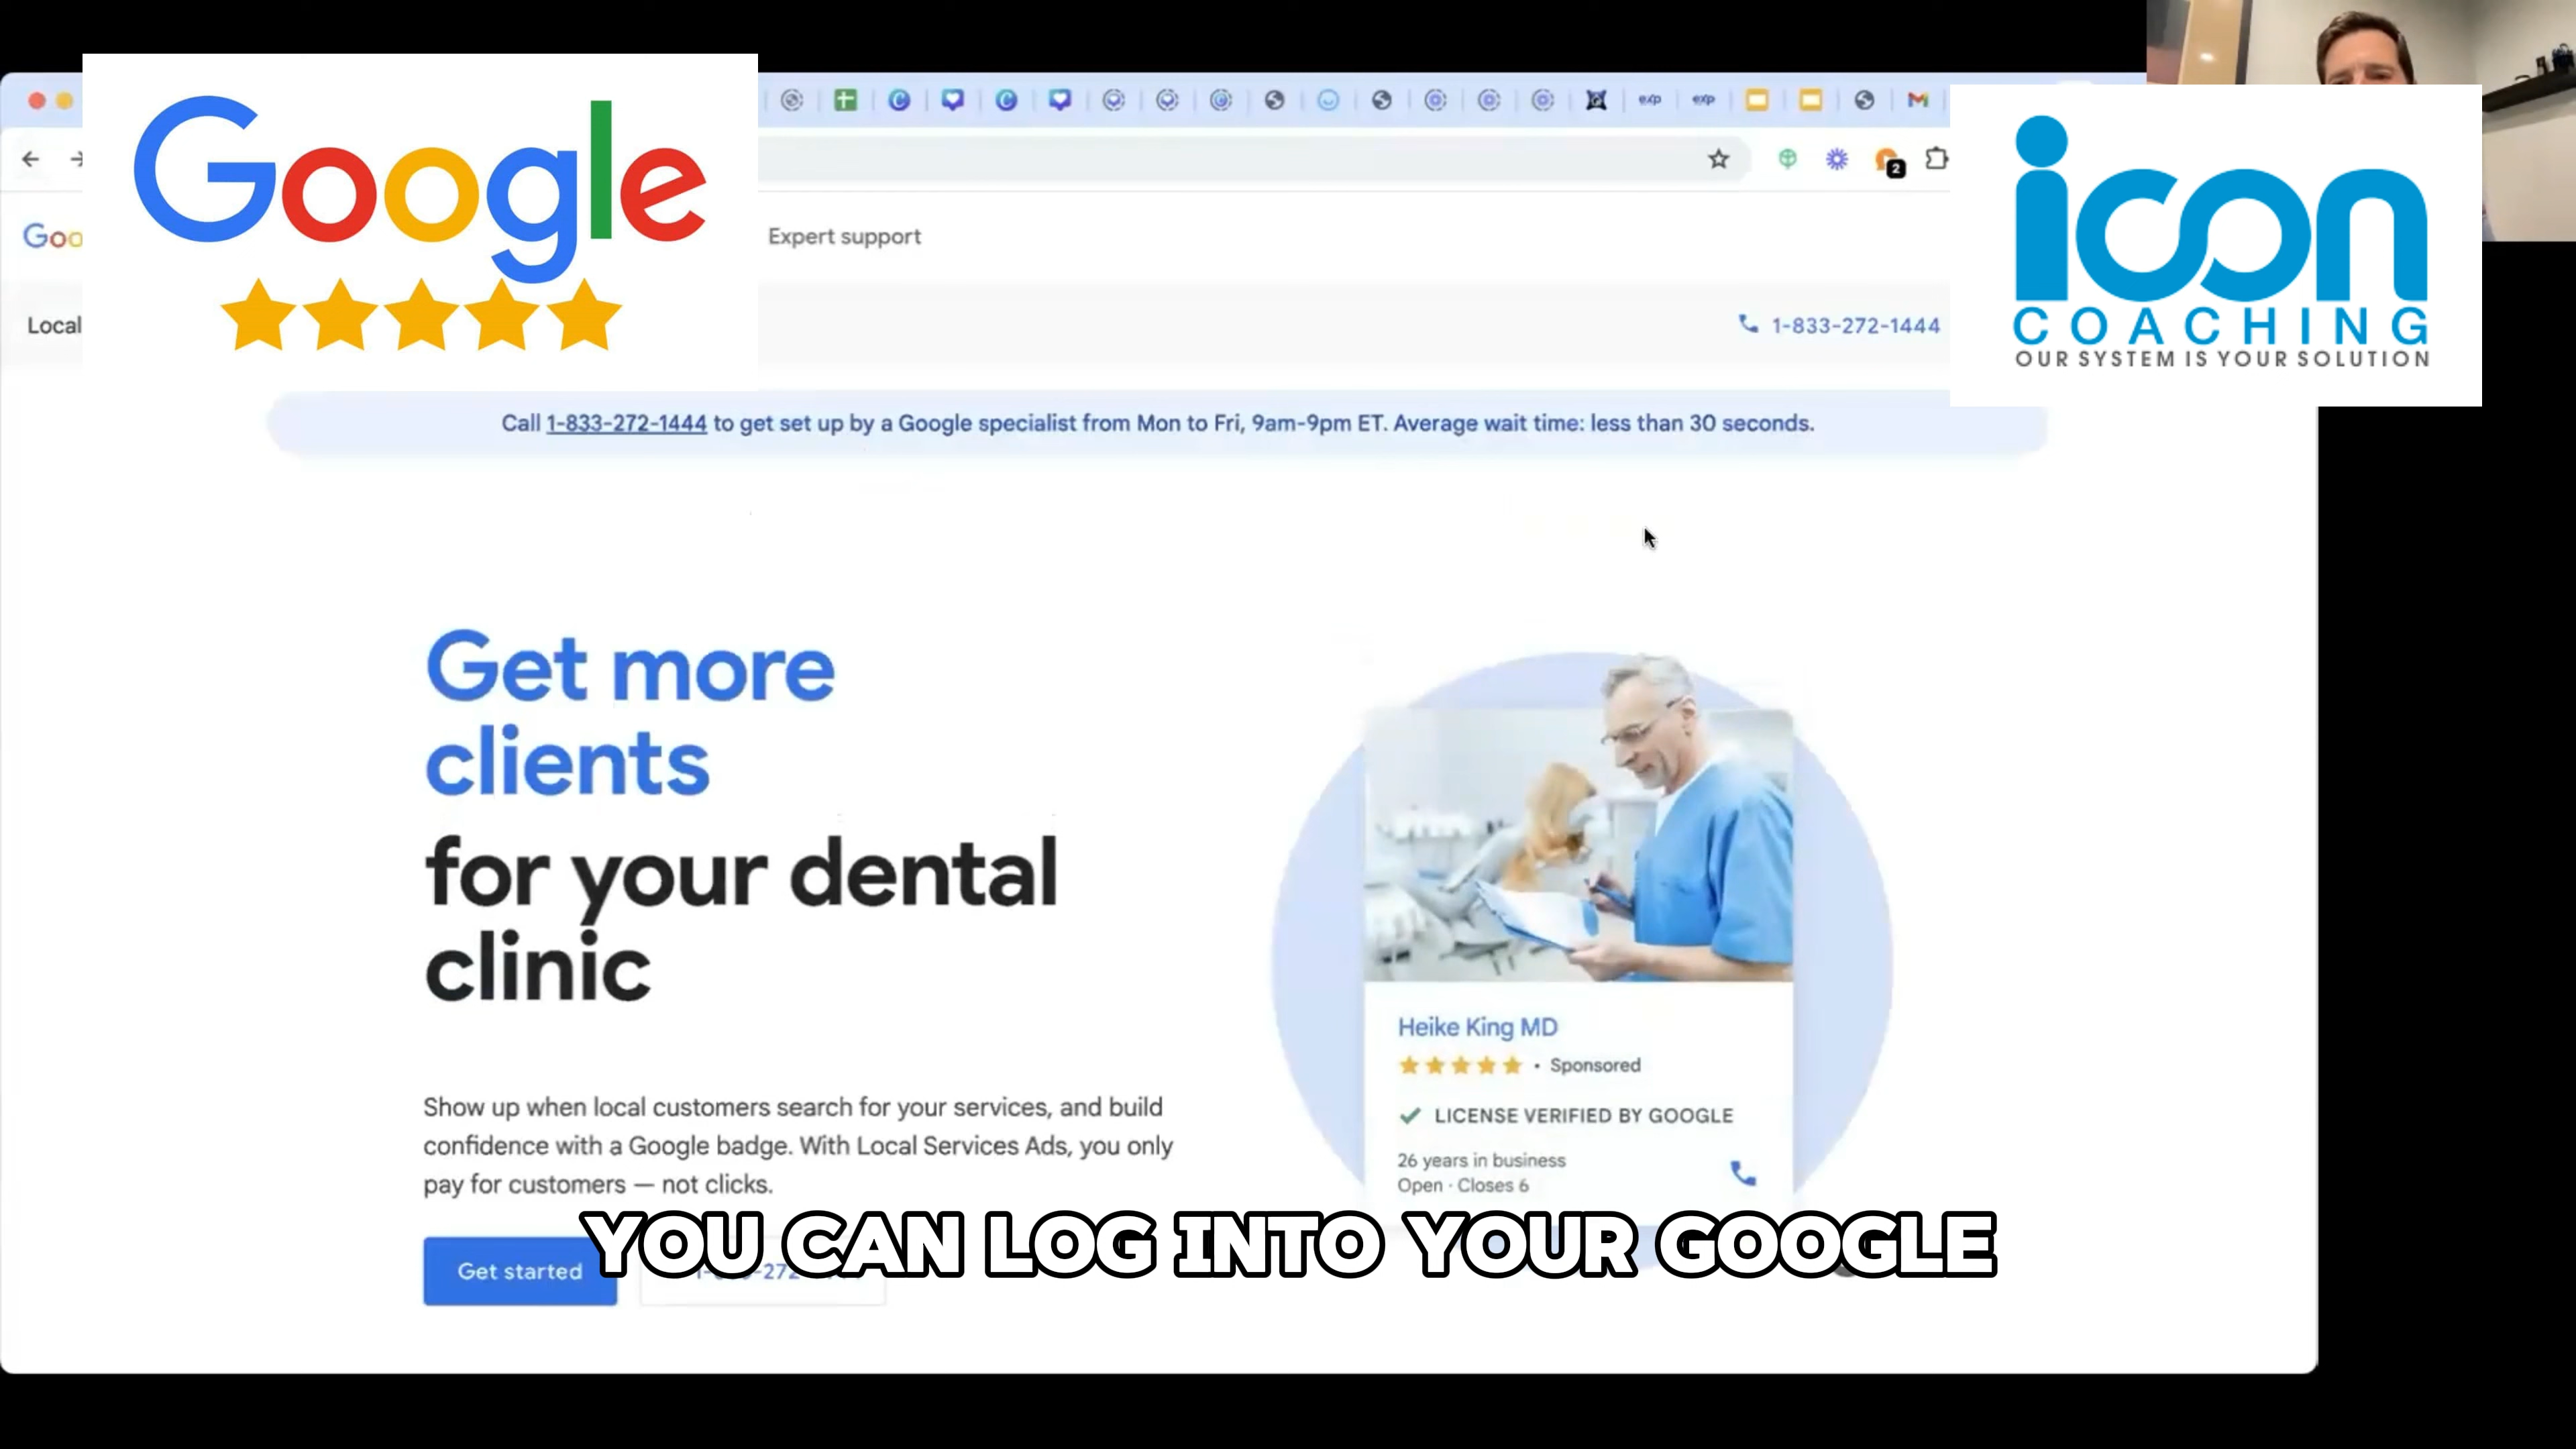 Google
exp
exp
2
Goo
Expert support
icon
COACHING
OUR SYSTEM IS YOUR SOLUTION
Local
1-833-272-1444
Call 1-833-272-1444 to get set up by a Google specialist from Mon to Fri, 9am-9pm ET. Average wait time: less than 30 seconds.
Get more
clients
for your dental
clinic
Heike King MD
• Sponsored
LICENSE VERIFIED BY GOOGLE
26 years in business
Open · Closes 6
Show up when local customers search for your services, and build
confidence with a Google badge. With Local Services Ads, you only
pay for customers — not clicks.
Get started
YOU CAN LOG INTO YOUR GOOGLE